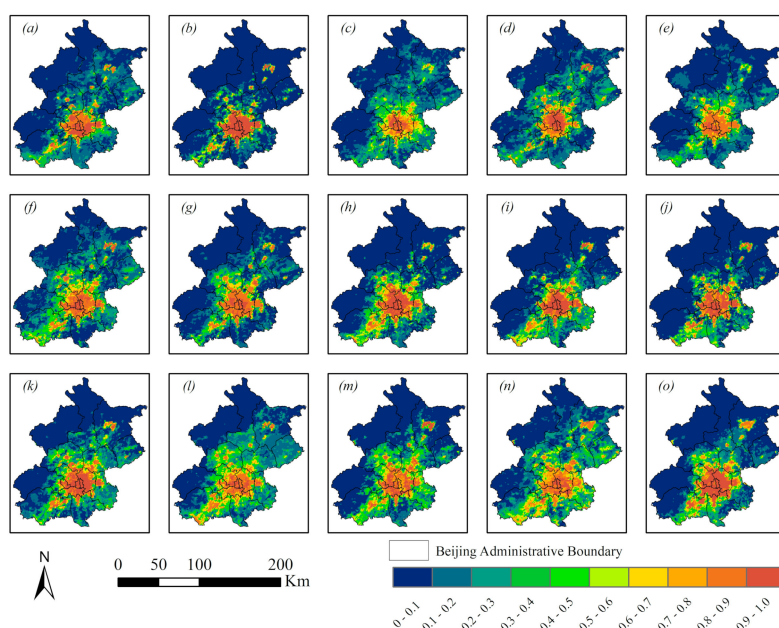 (a) (b) (c) (d) (e)
(f) (g) (h) (i) (j)
(k) (l) (m) (n) (o)
N
0 50 100 200
Km
Beijing Administrative Boundary
0 - 0.1 0.1 - 0.2 0.2 - 0.3 0.3 - 0.4 0.4 - 0.5 0.5 - 0.6 0.6 - 0.7 0.7 - 0.8 0.8 - 0.9 0.9 - 1.0